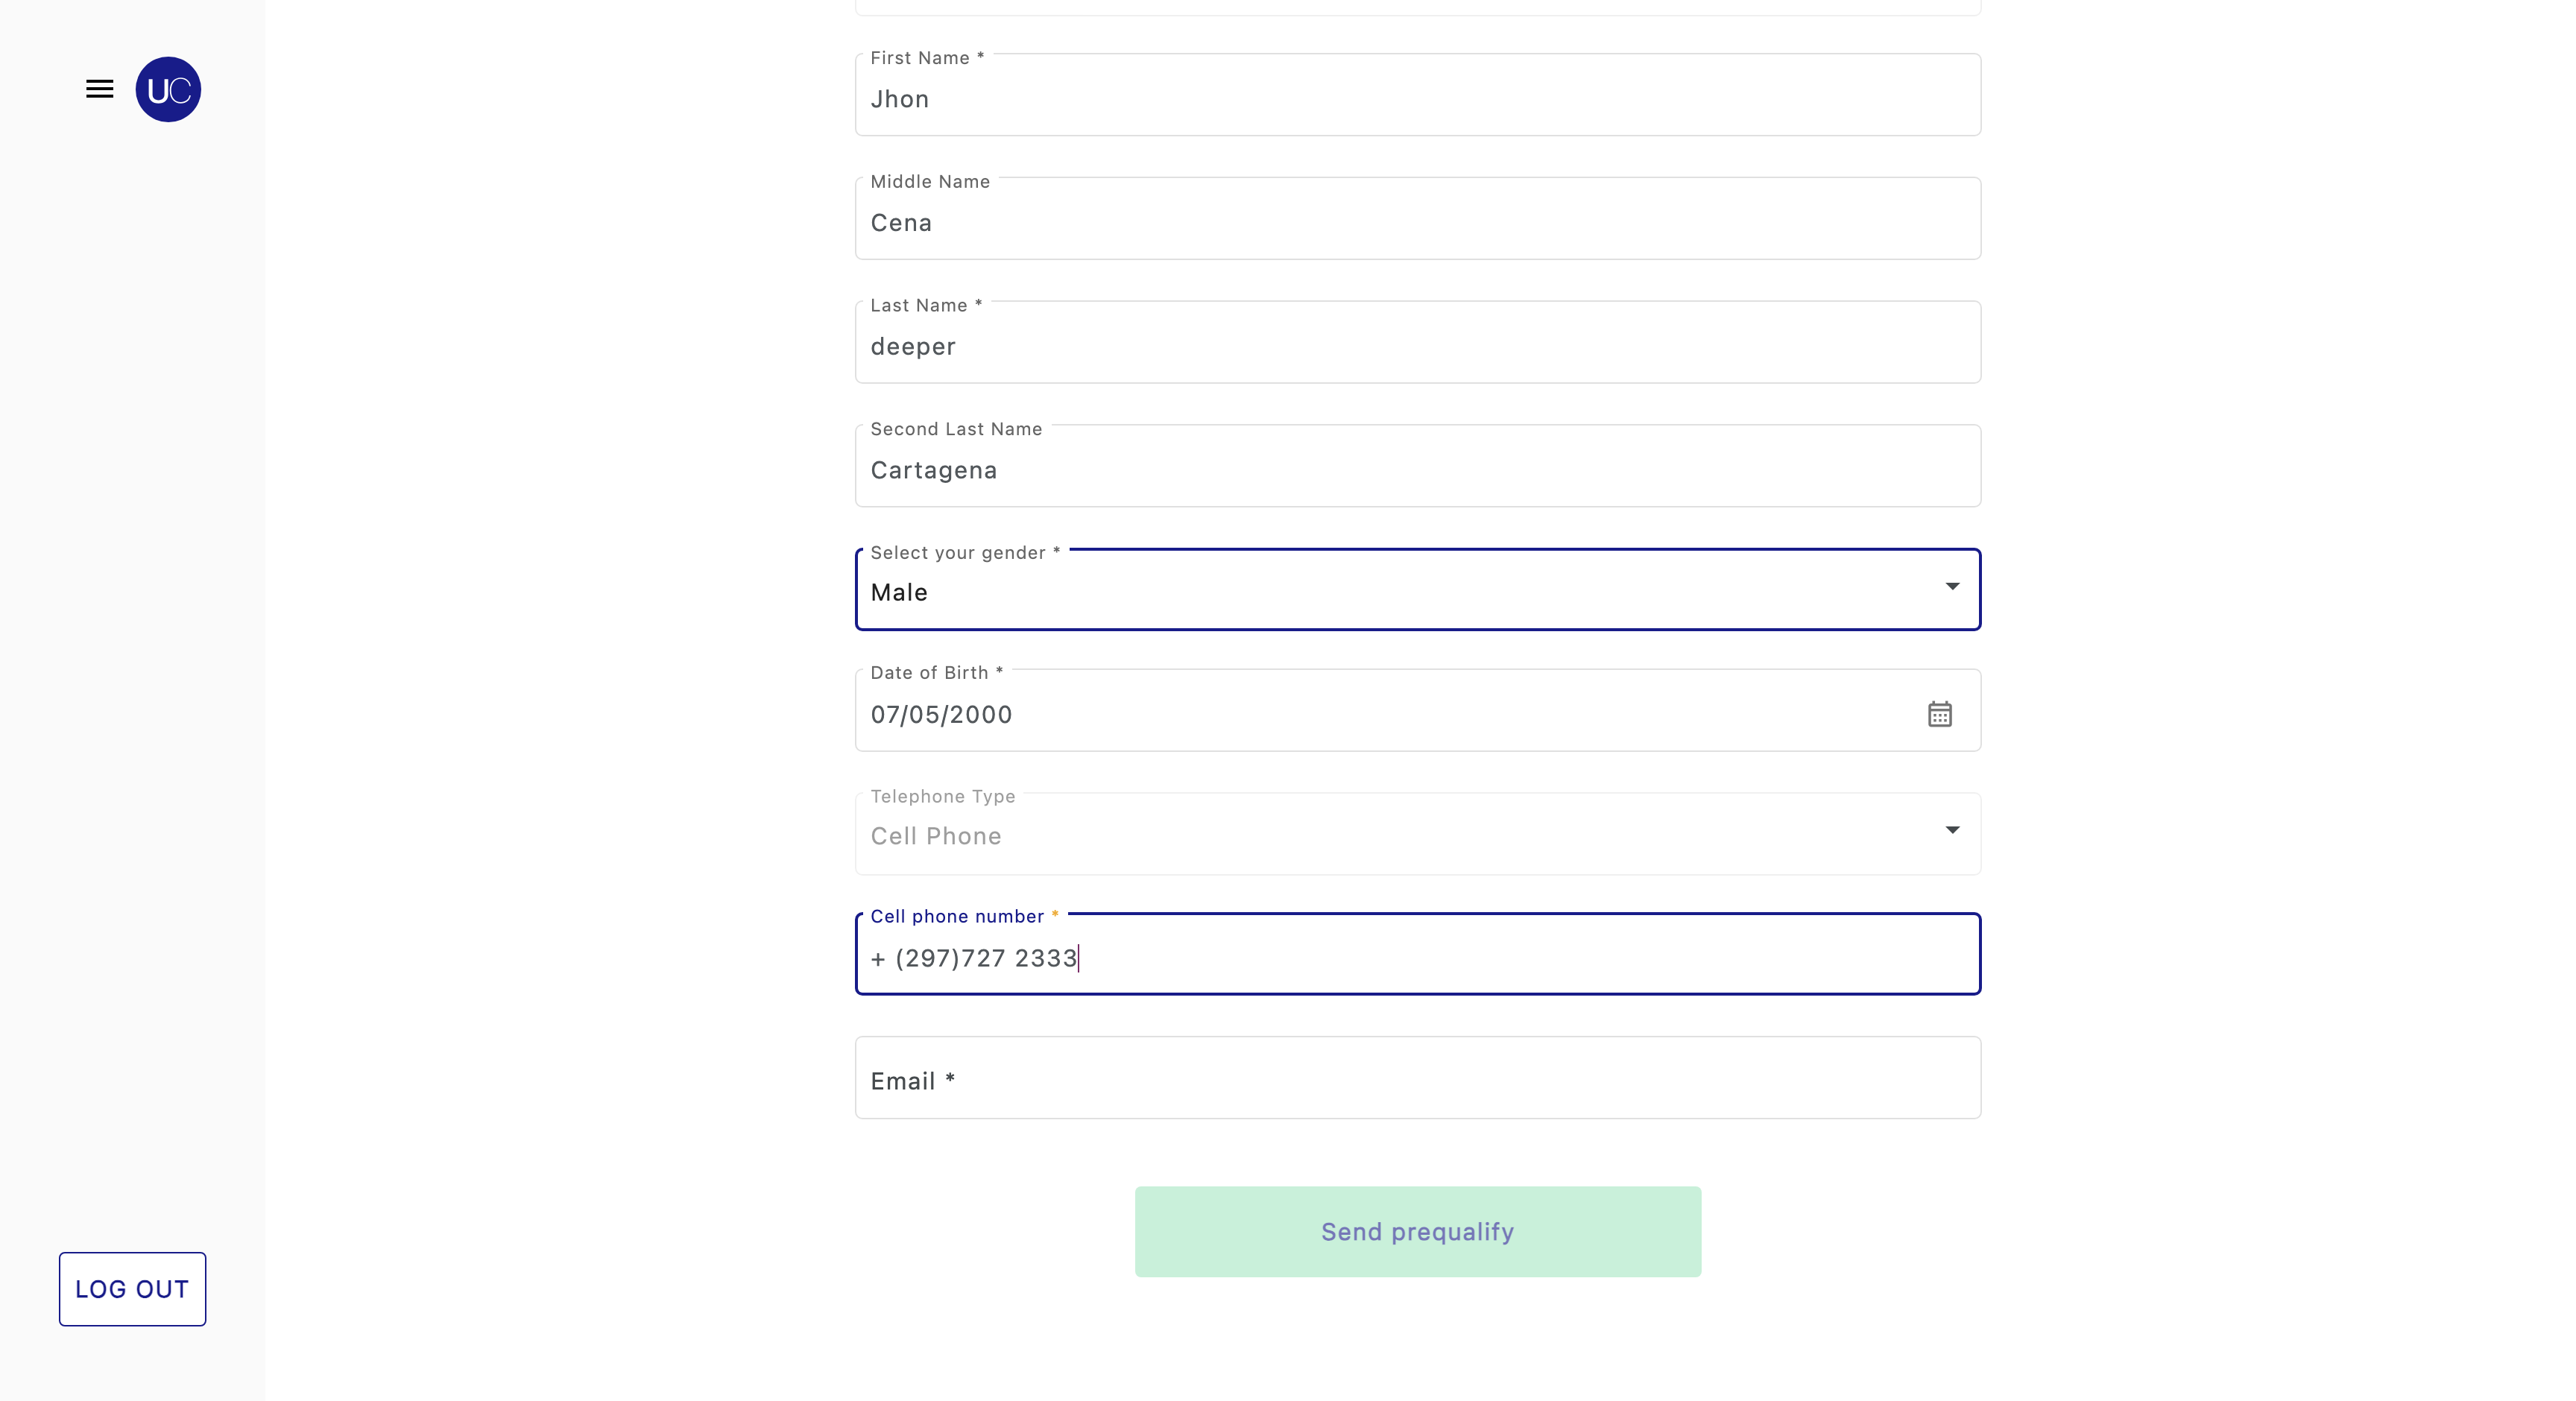 UC
First Name *
Jhon
Middle Name
Cena
Last Name *
deeper
Second Last Name
Cartagena
Select your gender *
Male
Date of Birth *
07/05/2000
Telephone Type
Cell Phone
Cell phone number *
+ (297)727 2333
Email *
Send prequalify
LOG OUT